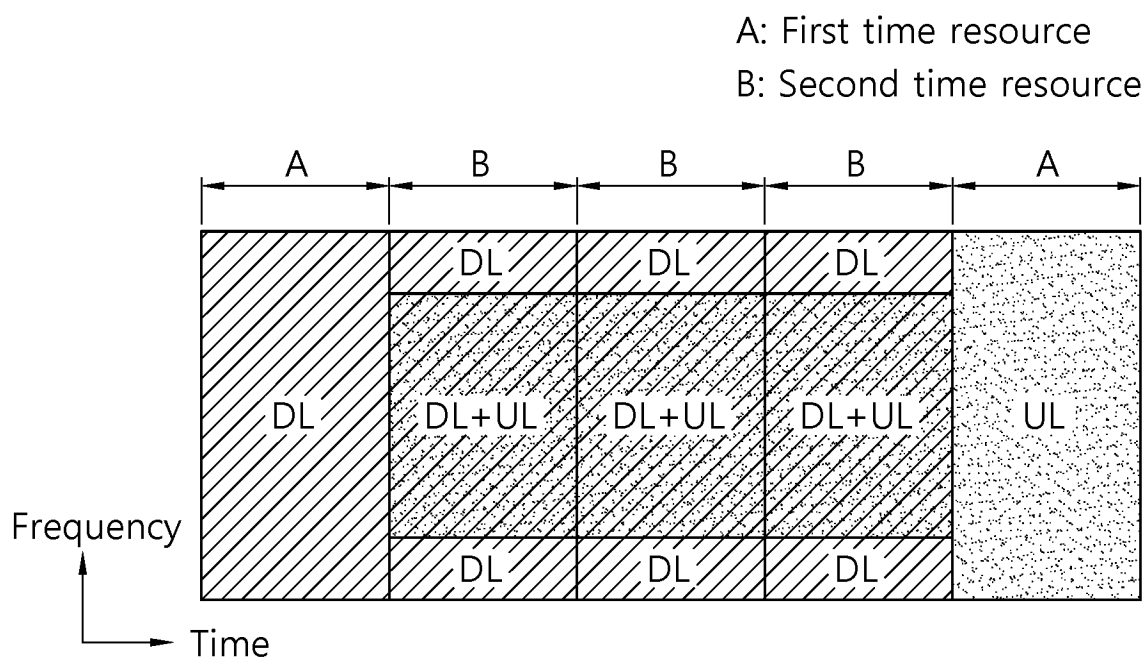 A: First time resource
B: Second time resource
A B B B A
DL DL DL
DL DL+UL DL+UL DL+UL UL
Frequency
DL DL DL
Time